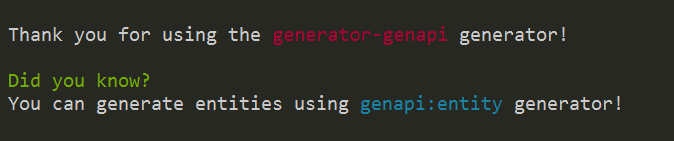 Thank you for using the generator-genapi generator!
Did you know?
You can generate entities using genapi:entity generator!